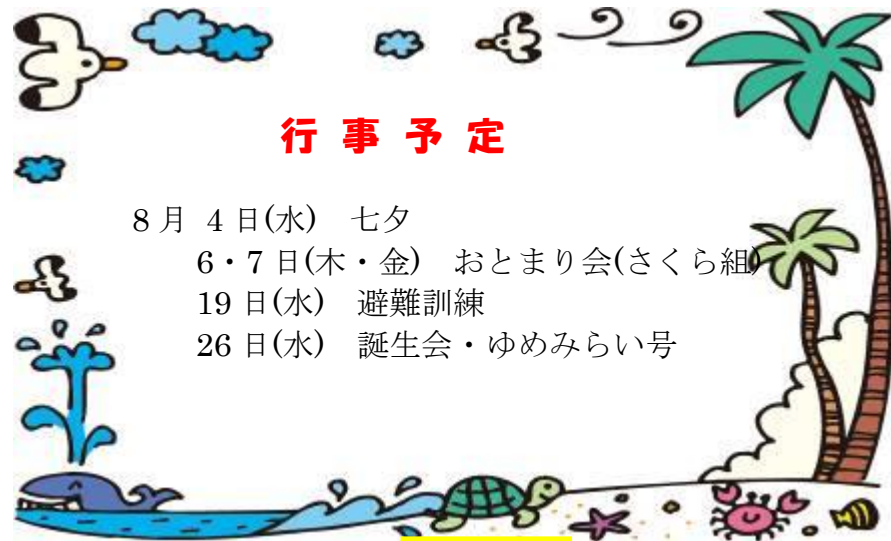 行事予定
8月 4日(水) 七夕
6・7日(木・金) おとまり会(さくら組)
19日(水) 避難訓練
26日(水) 誕生会・ゆめみらい号